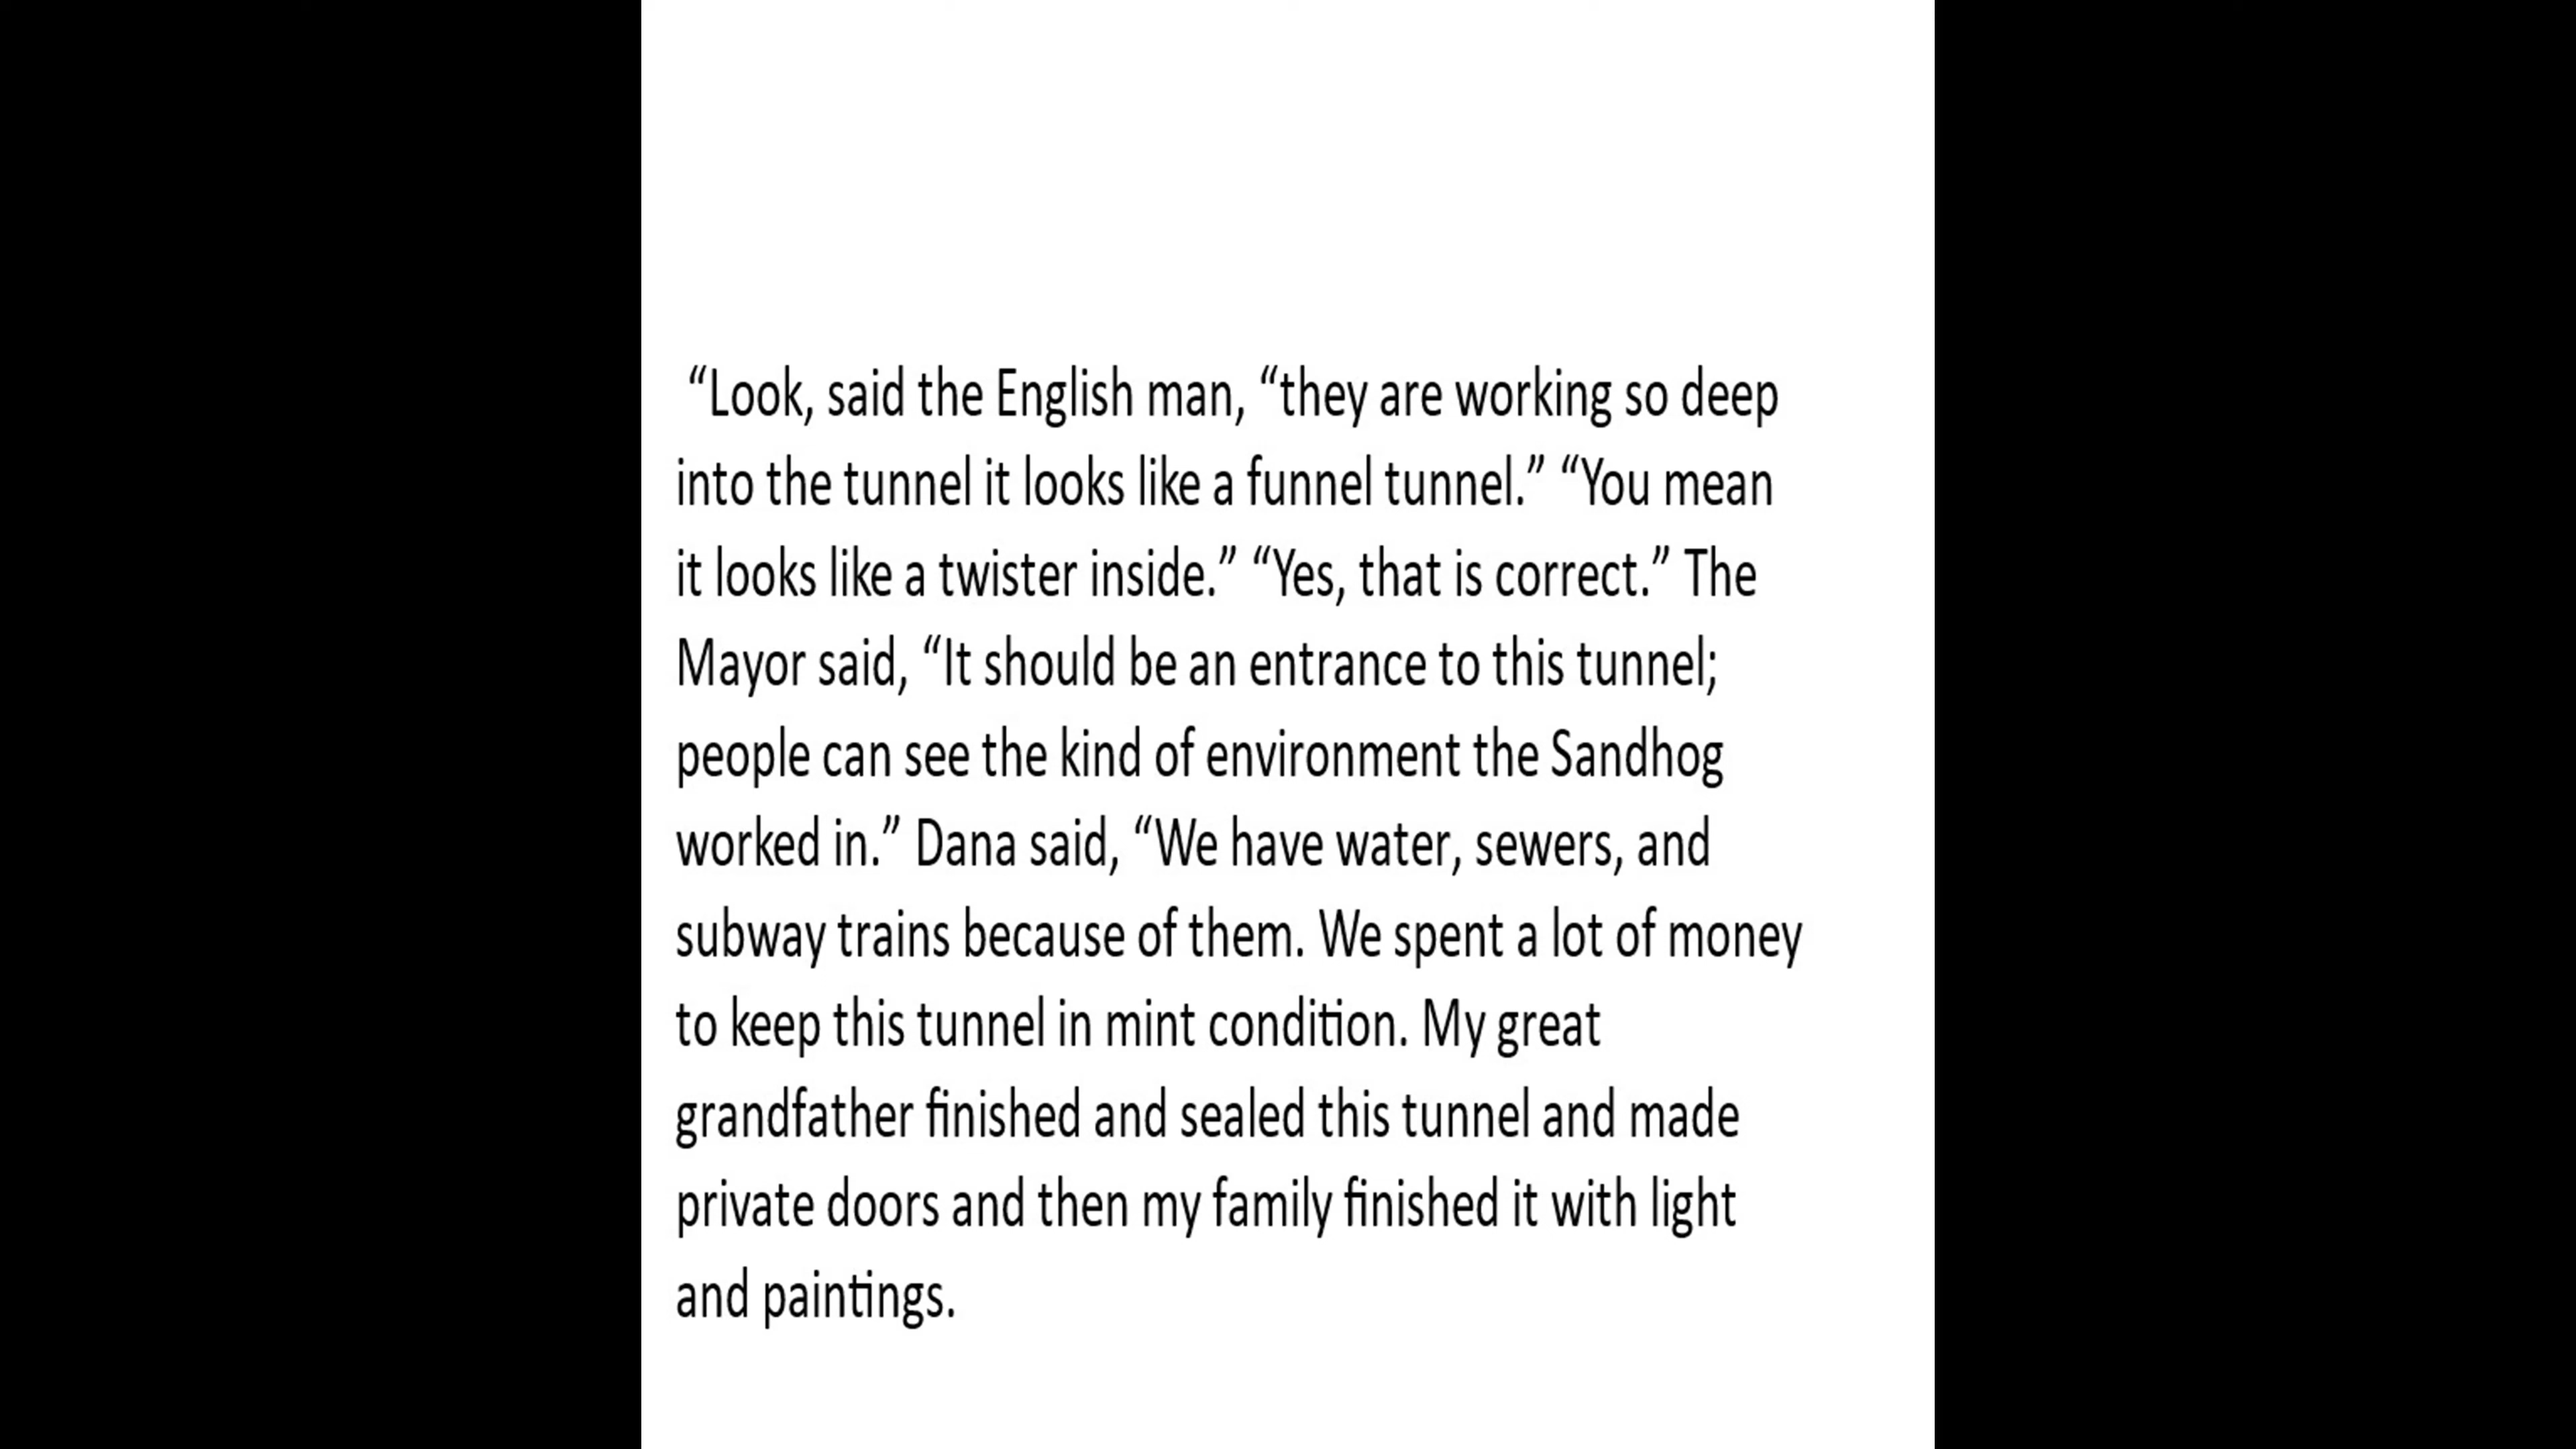 “Look, said the English man, “they are working so deep
into the tunnel it looks like a funnel tunnel.” “You mean
it looks like a twister inside.” “Yes, that is correct.” The
Mayor said, “It should be an entrance to this tunnel;
people can see the kind of environment the Sandhog
worked in.” Dana said, “We have water, sewers, and
subway trains because of them. We spent a lot of money
to keep this tunnel in mint condition. My great
grandfather finished and sealed this tunnel and made
private doors and then my family finished it with light
and paintings.